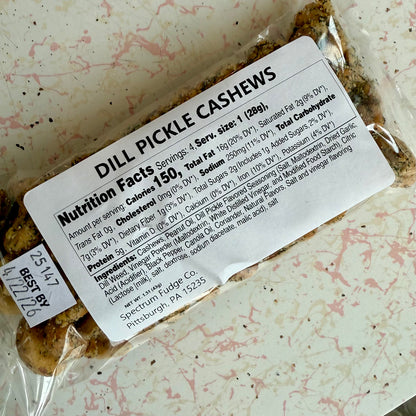 DILL PICKLE CASHEWS
Nutrition Facts Servings: 4, Serv. size: 1 (28g),
Amount per serving: Calories 150, Total Fat 16g (20% DV), Saturated Fat 2g (9% DV),
Trans Fat 0g, Cholesterol 0mg (0% DV), Sodium 250mg (11% DV), Total Carbohydrate
(3% DV), Dietary Fiber 1g (% DV), Total Sugars 2g (Includes 1g Added Sugars, 2% DV),
Protein 5g, Vitamin D (0% DV), Calcium (0% DV), Iron (10% DV), Potassium (4% DV).
Ingredients: Cashews, Peanut Oil, Dill Pickle Flavored Seasoning (Salt, Maltodextrin, Dried Garlic
Dill Weed, Vinegar Powder (Maltodextrin, White Distilled Vinegar, and Modified Food Starch), Citric
Acid (Acidifier), Black Pepper, Canola Oil, Coriander, Natural Flavors, Salt and vinegar flavoring:
(Lactose [milk], salt, dextrose, sodium diacitate, malic acid), salt
NET WT.
Spectrum Fudge Co.
Pittsburgh, PA 15235
25147
BEST BY
4/22/26